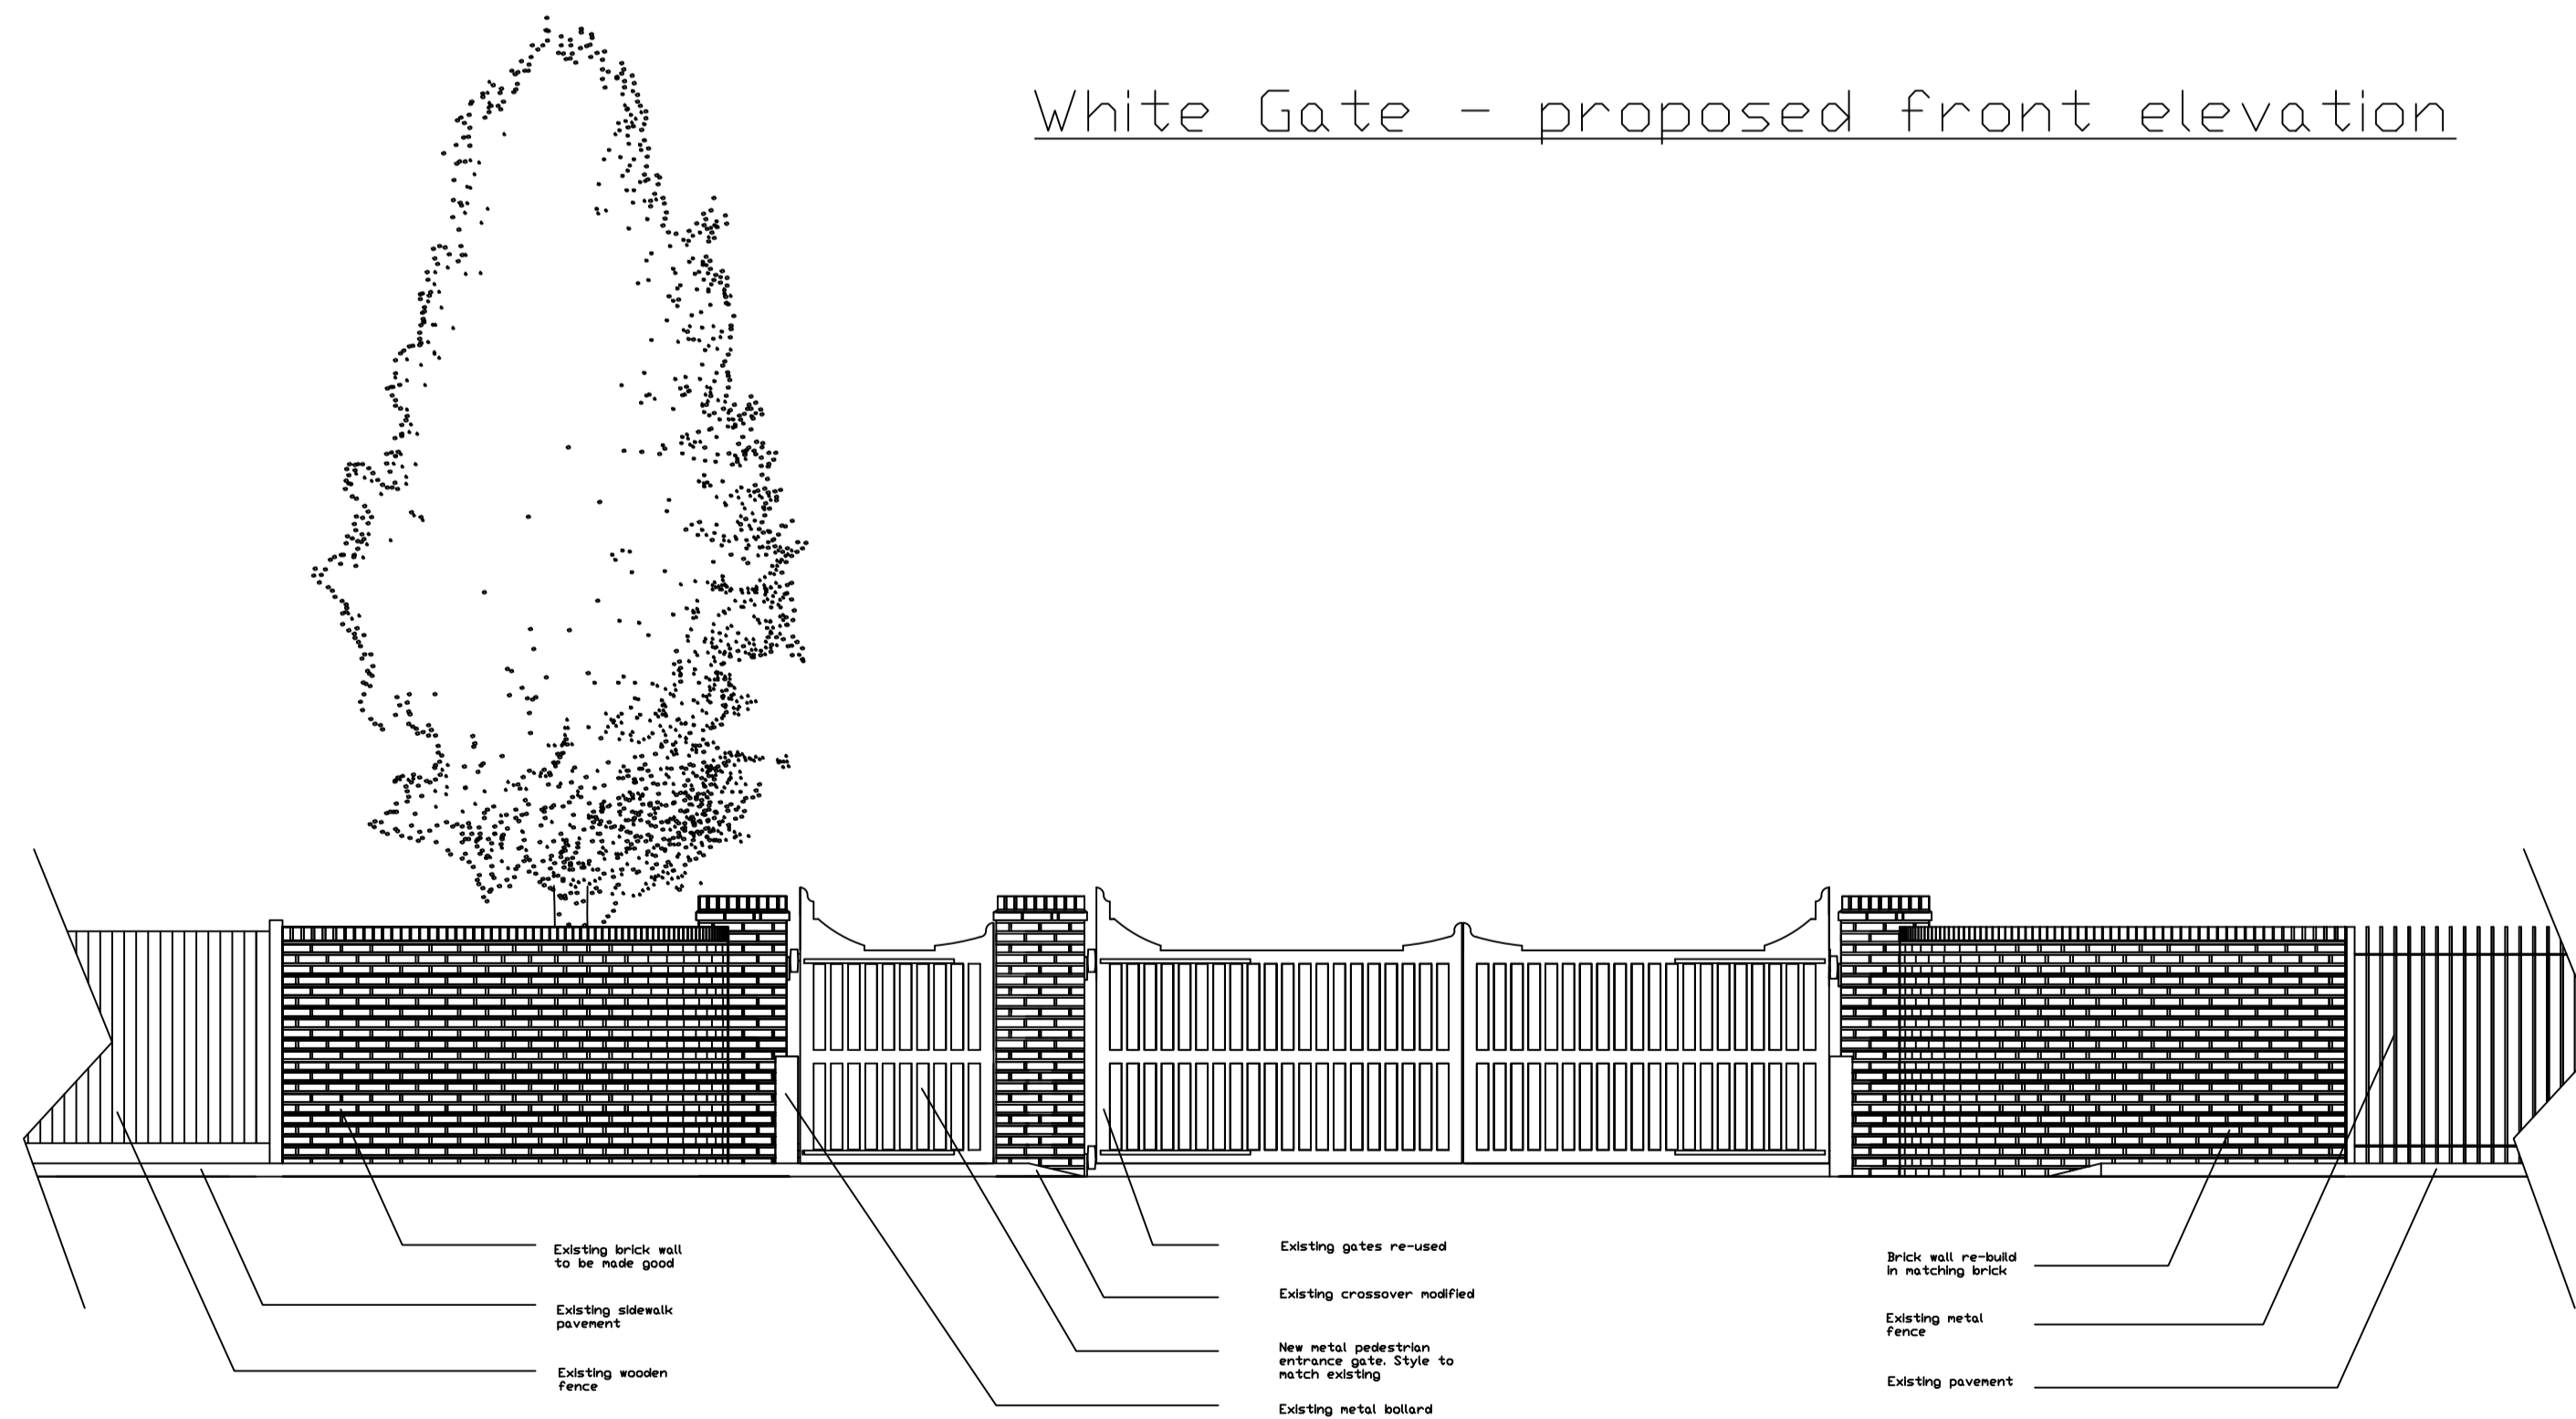 White Gate - proposed front elevation
Existing brick wall
to be made good
Existing sidewalk
pavement
Existing wooden
fence
Existing gates re-used
Existing crossover modified
New metal pedestrian
entrance gate. Style to
match existing
Existing metal bollard
Brick wall re-build
in matching brick
Existing metal
fence
Existing pavement